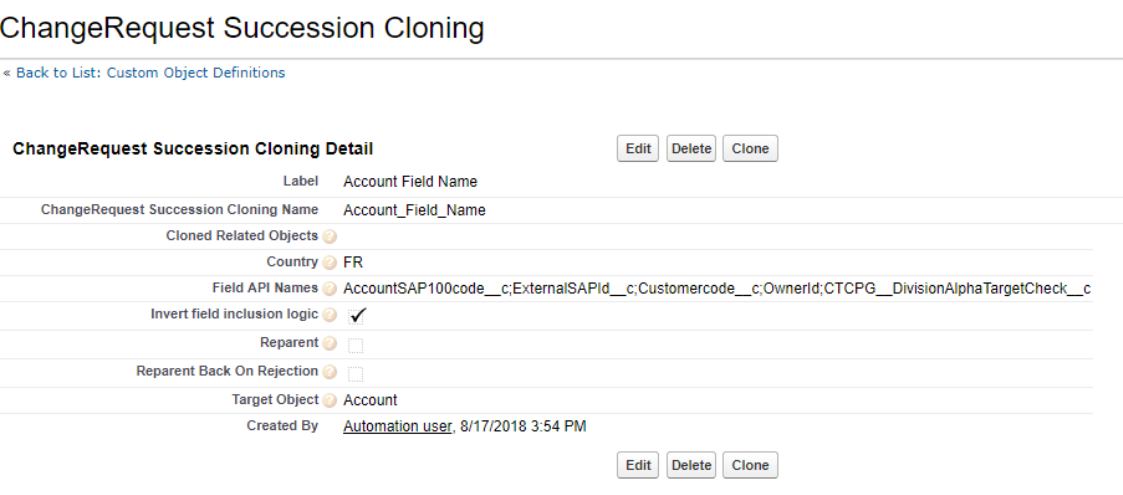 ChangeRequest Succession Cloning
« Back to List: Custom Object Definitions
ChangeRequest Succession Cloning Detail Edit Delete Clone
Label Account Field Name
ChangeRequest Succession Cloning Name Account_Field_Name
Cloned Related Objects ?
Country ? FR
Field API Names ? AccountSAP100code__c;ExternalSAPId__c;Customercode__c;OwnerId;CTCPG__DivisionAlphaTargetCheck__c
Invert field inclusion logic ? ✓
Reparent ?
Reparent Back On Rejection ?
Target Object ? Account
Created By Automation user, 8/17/2018 3:54 PM
Edit Delete Clone